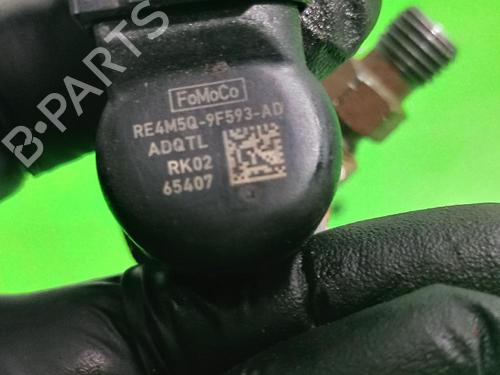 B-PARTS
FoMoCo
RE4M5Q-9F593-AD
ADQTL
RK02
65407